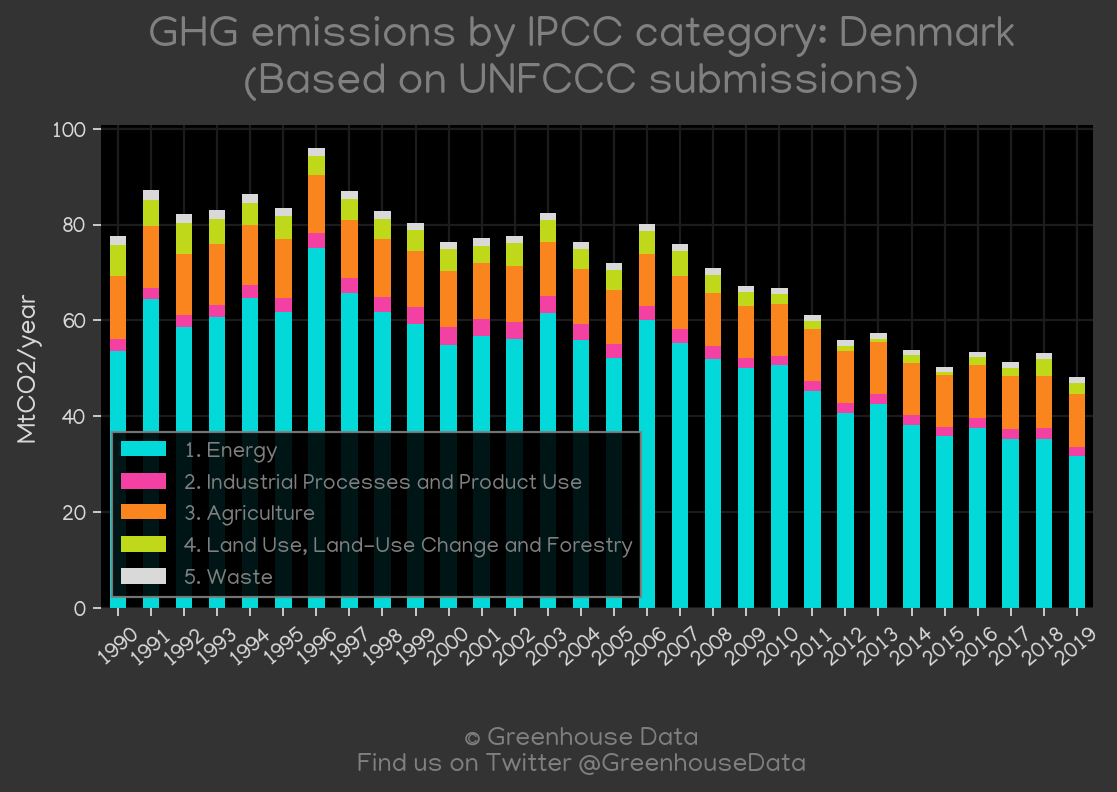 GHG emissions by IPCC category: Denmark
(Based on UNFCCC submissions)
MtCO2/year
100
80
60
40
20
0
1. Energy
2. Industrial Processes and Product Use
3. Agriculture
4. Land Use, Land-Use Change and Forestry
5. Waste
1990 1991 1992 1993 1994 1995 1996 1997 1998 1999 2000 2001 2002 2003 2004 2005 2006 2007 2008 2009 2010 2011 2012 2013 2014 2015 2016 2017 2018 2019
© Greenhouse Data
Find us on Twitter @GreenhouseData